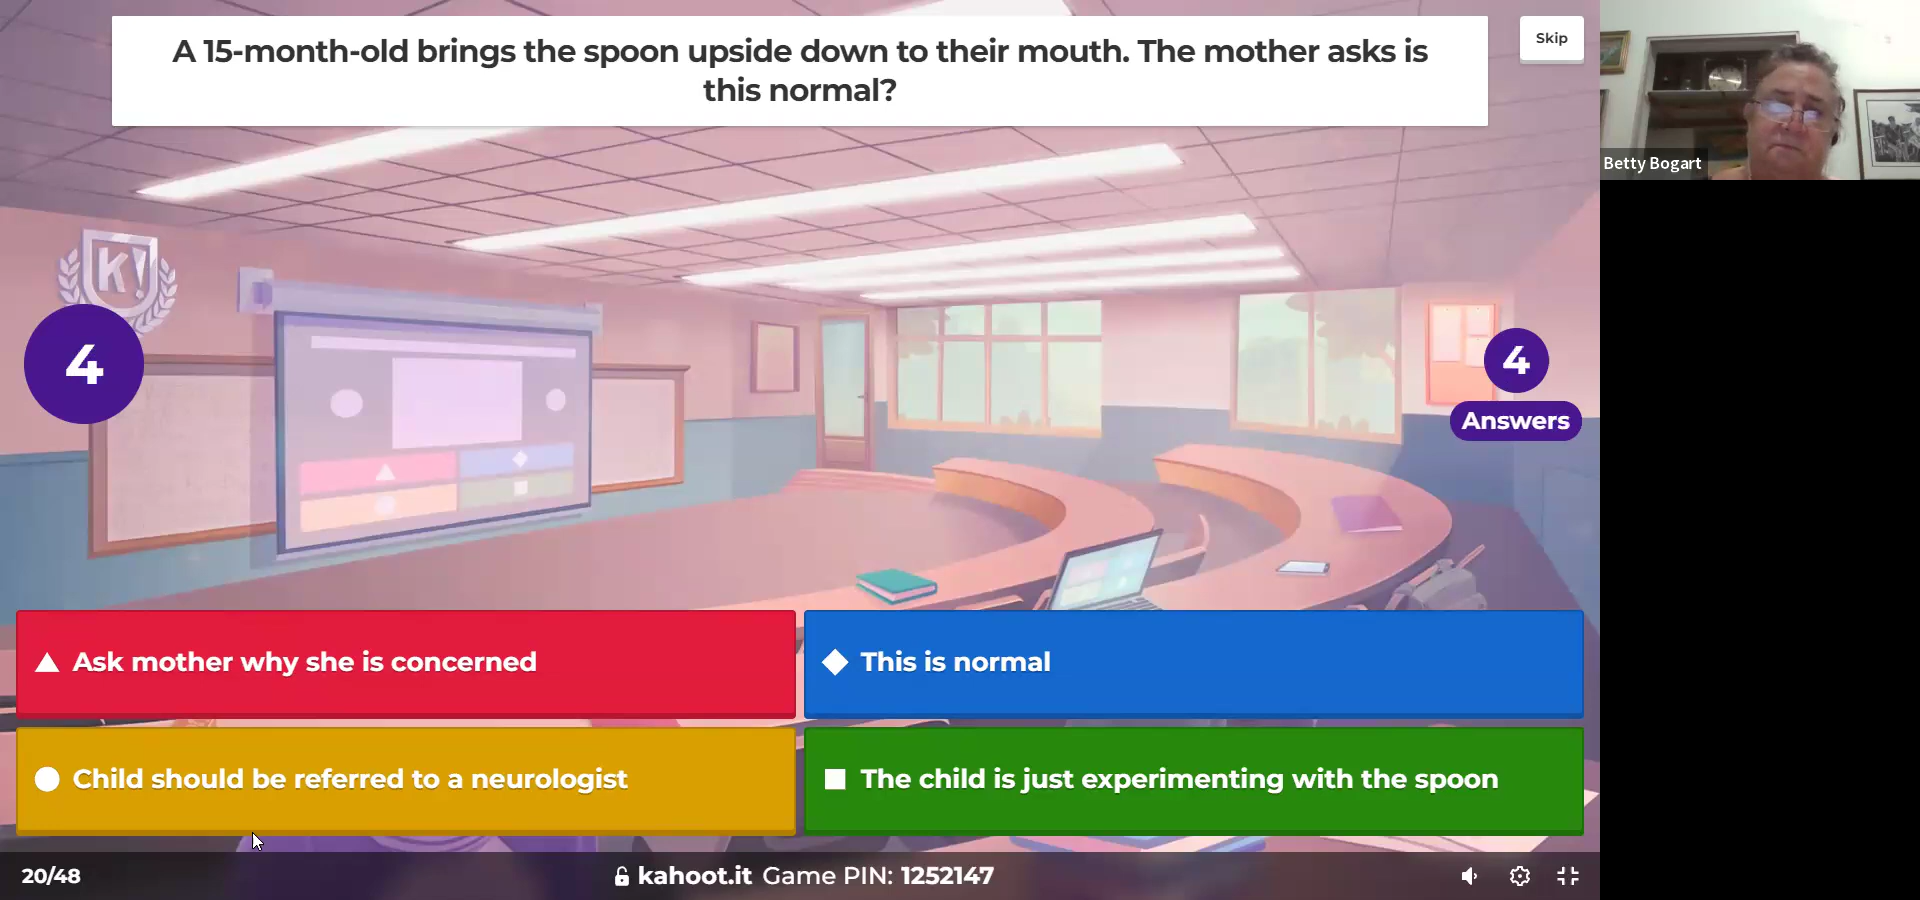 A 15-month-old brings the spoon upside down to their mouth. The mother asks is
this normal?
Skip
Betty Bogart
K!
4
4
Answers
Ask mother why she is concerned
This is normal
Child should be referred to a neurologist
The child is just experimenting with the spoon
20/48
kahoot.it Game PIN: 1252147